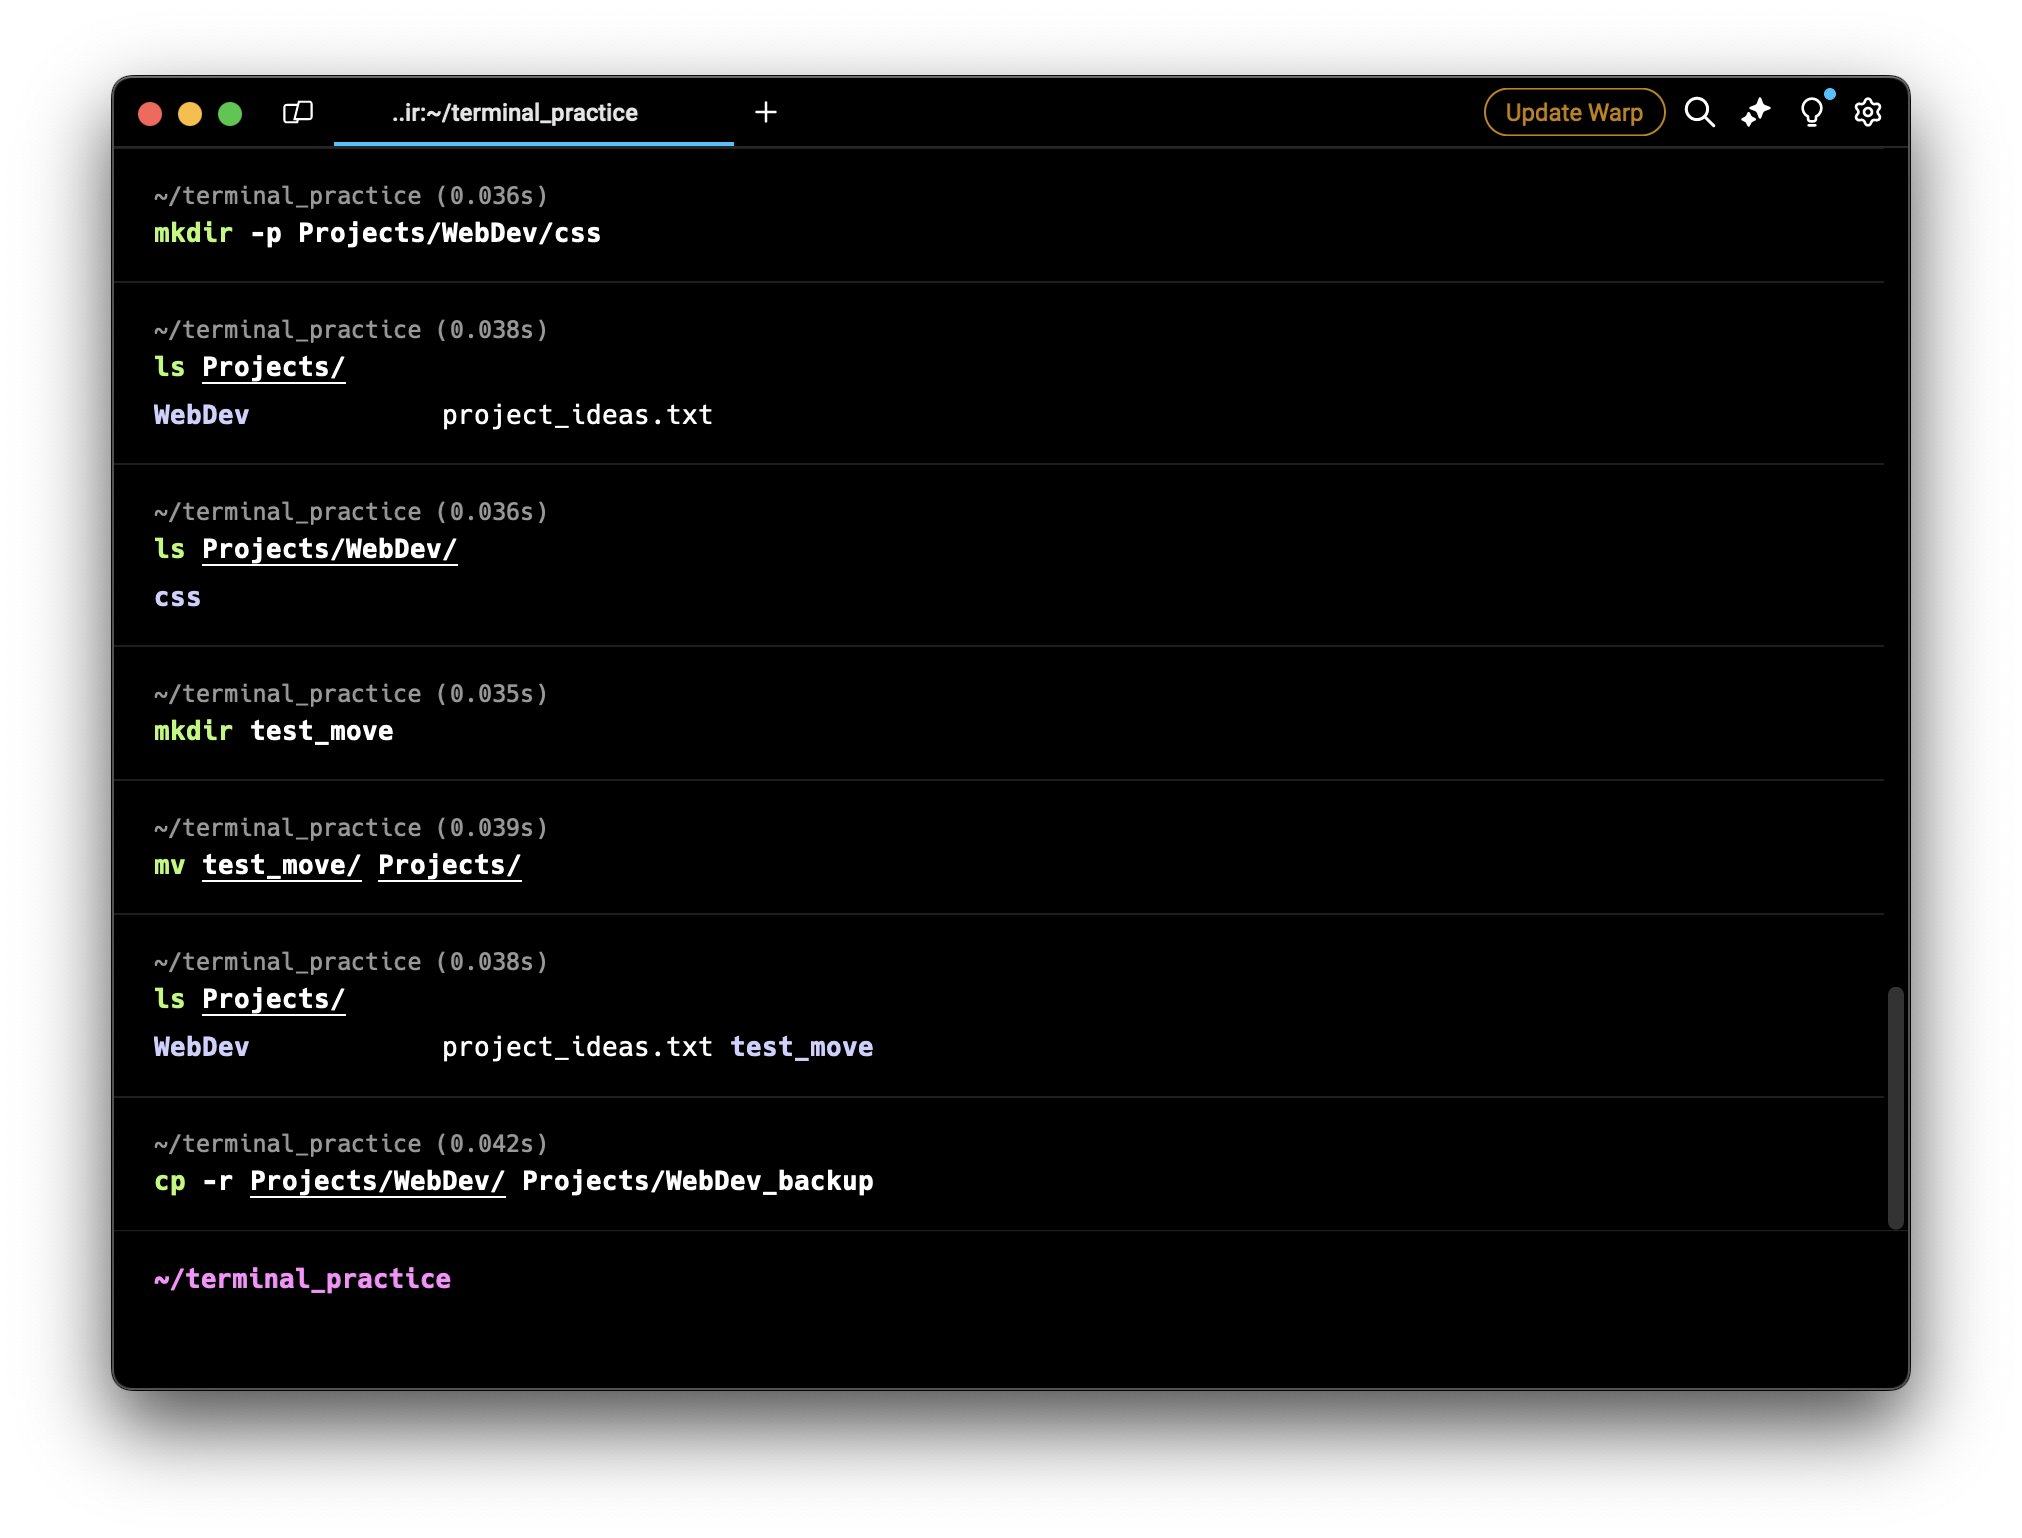 ..ir:~/terminal_practice
Update Warp
~/terminal_practice (0.036s)
mkdir -p Projects/WebDev/css
~/terminal_practice (0.038s)
ls Projects/
WebDev            project_ideas.txt
~/terminal_practice (0.036s)
ls Projects/WebDev/
css
~/terminal_practice (0.035s)
mkdir test_move
~/terminal_practice (0.039s)
mv test_move/ Projects/
~/terminal_practice (0.038s)
ls Projects/
WebDev            project_ideas.txt test_move
~/terminal_practice (0.042s)
cp -r Projects/WebDev/ Projects/WebDev_backup
~/terminal_practice